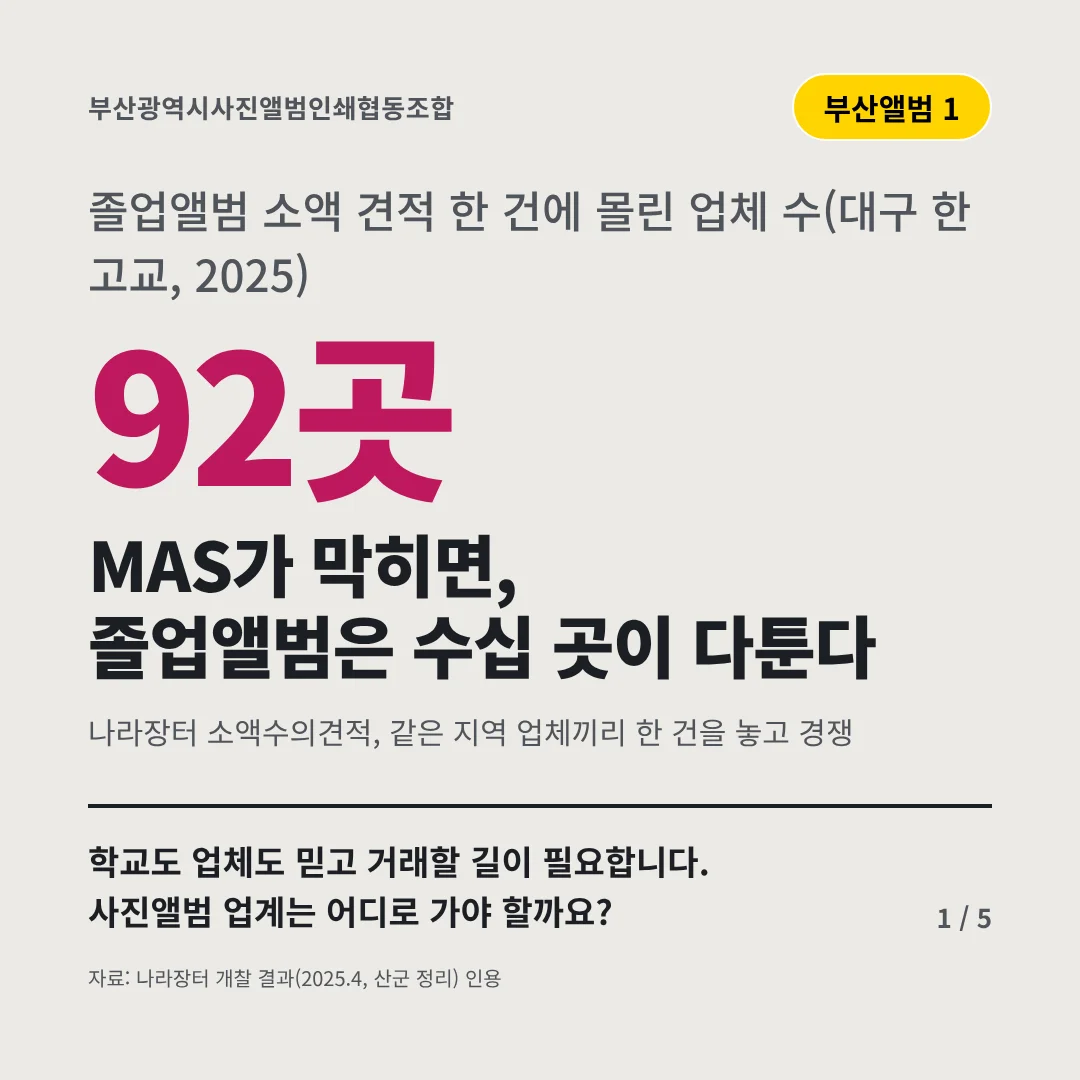 부산광역시사진앨범인쇄협동조합
부산앨범 1
졸업앨범 소액 견적 한 건에 몰린 업체 수(대구 한
고교, 2025)
92곳
MAS가 막히면,
졸업앨범은 수십 곳이 다툰다
나라장터 소액수의견적, 같은 지역 업체끼리 한 건을 놓고 경쟁
학교도 업체도 믿고 거래할 길이 필요합니다.
사진앨범 업계는 어디로 가야 할까요?
1 / 5
자료: 나라장터 개찰 결과(2025.4, 산군 정리) 인용